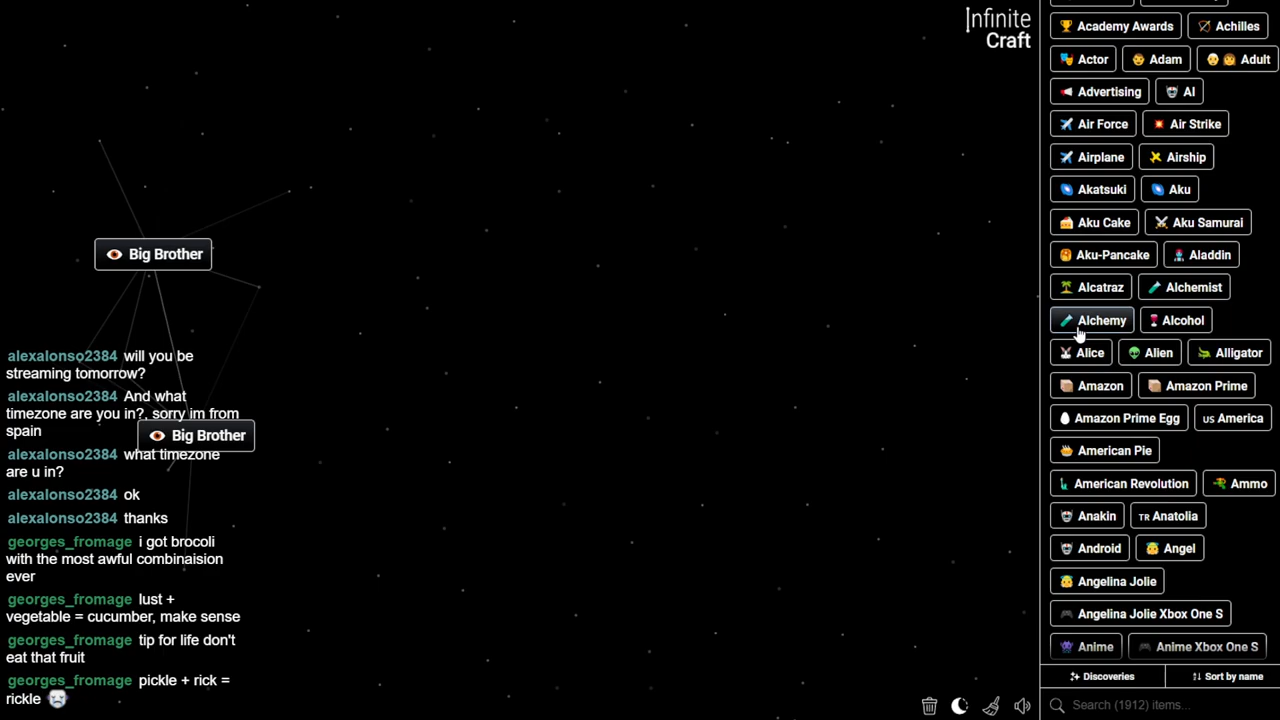 Infinite
Craft
Big Brother
Big Brother
alexalonso2384 will you be
streaming tomorrow?
alexalonso2384 And what
timezone are you in?, sorry im from
spain
alexalonso2384 what timezone
are u in?
alexalonso2384 ok
alexalonso2384 thanks
georges_fromage i got brocoli
with the most awful combinaision
ever
georges_fromage lust +
vegetable = cucumber, make sense
georges_fromage tip for life don't
eat that fruit
georges_fromage pickle + rick =
rickle
Academy Awards Achilles
Actor Adam Adult
Advertising AI
Air Force Air Strike
Airplane Airship
Akatsuki Aku
Aku Cake Aku Samurai
Aku-Pancake Aladdin
Alcatraz Alchemist
Alchemy Alcohol
Alice Alien Alligator
Amazon Amazon Prime
Amazon Prime Egg US America
American Pie
American Revolution Ammo
Anakin TR Anatolia
Android Angel
Angelina Jolie
Angelina Jolie Xbox One S
Anime Anime Xbox One S
Discoveries Sort by name
Search (1912) items...